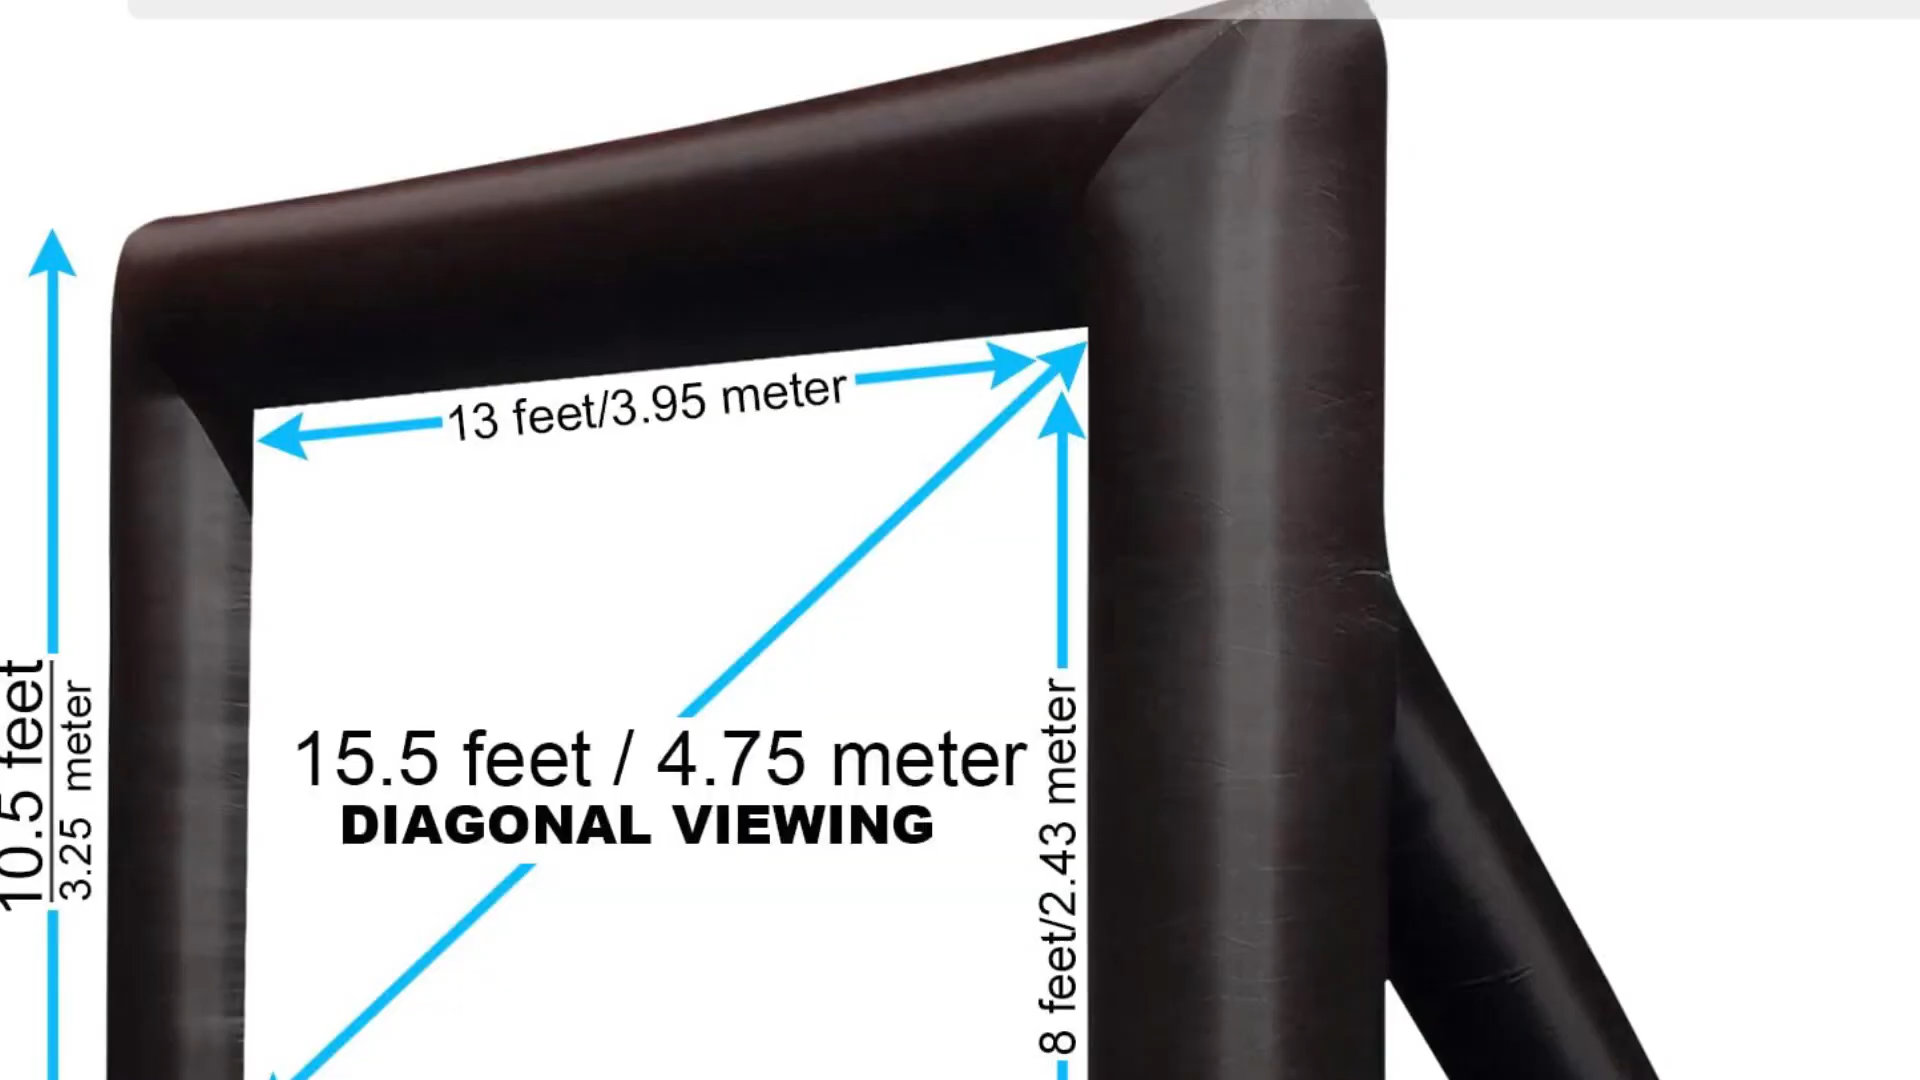 13 feet/3.95 meter
15.5 feet / 4.75 meter
DIAGONAL VIEWING
8 feet/2.43 meter
10.5 feet
3.25 meter